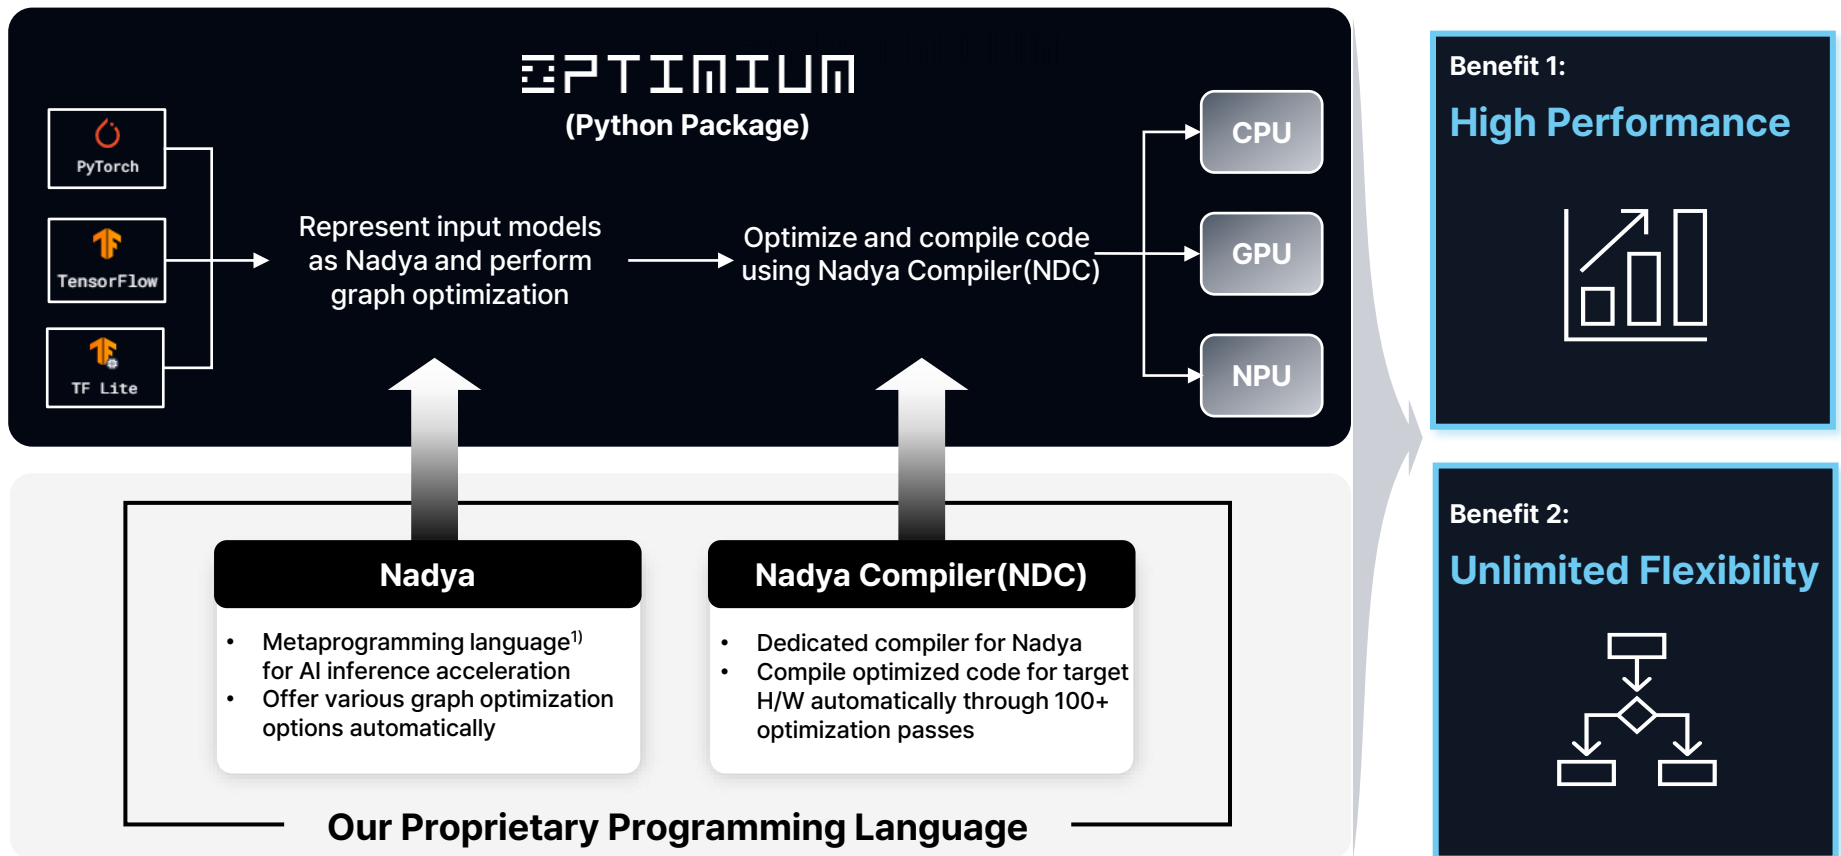 OPTIMIUM
(Python Package)
PyTorch
TensorFlow
TF Lite
Represent input models
as Nadya and perform
graph optimization
Optimize and compile code
using Nadya Compiler(NDC)
CPU
GPU
NPU
Nadya
• Metaprogramming language1)
for AI inference acceleration
• Offer various graph optimization
options automatically
Nadya Compiler(NDC)
• Dedicated compiler for Nadya
• Compile optimized code for target
H/W automatically through 100+
optimization passes
Our Proprietary Programming Language
Benefit 1:
High Performance
Benefit 2:
Unlimited Flexibility